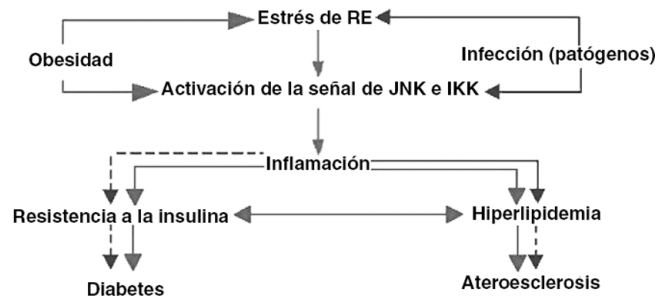 Estrés de RE
Obesidad
Infección (patógenos)
Activación de la señal de JNK e IKK
Inflamación
Resistencia a la insulina
Hiperlipidemia
Diabetes
Ateroesclerosis